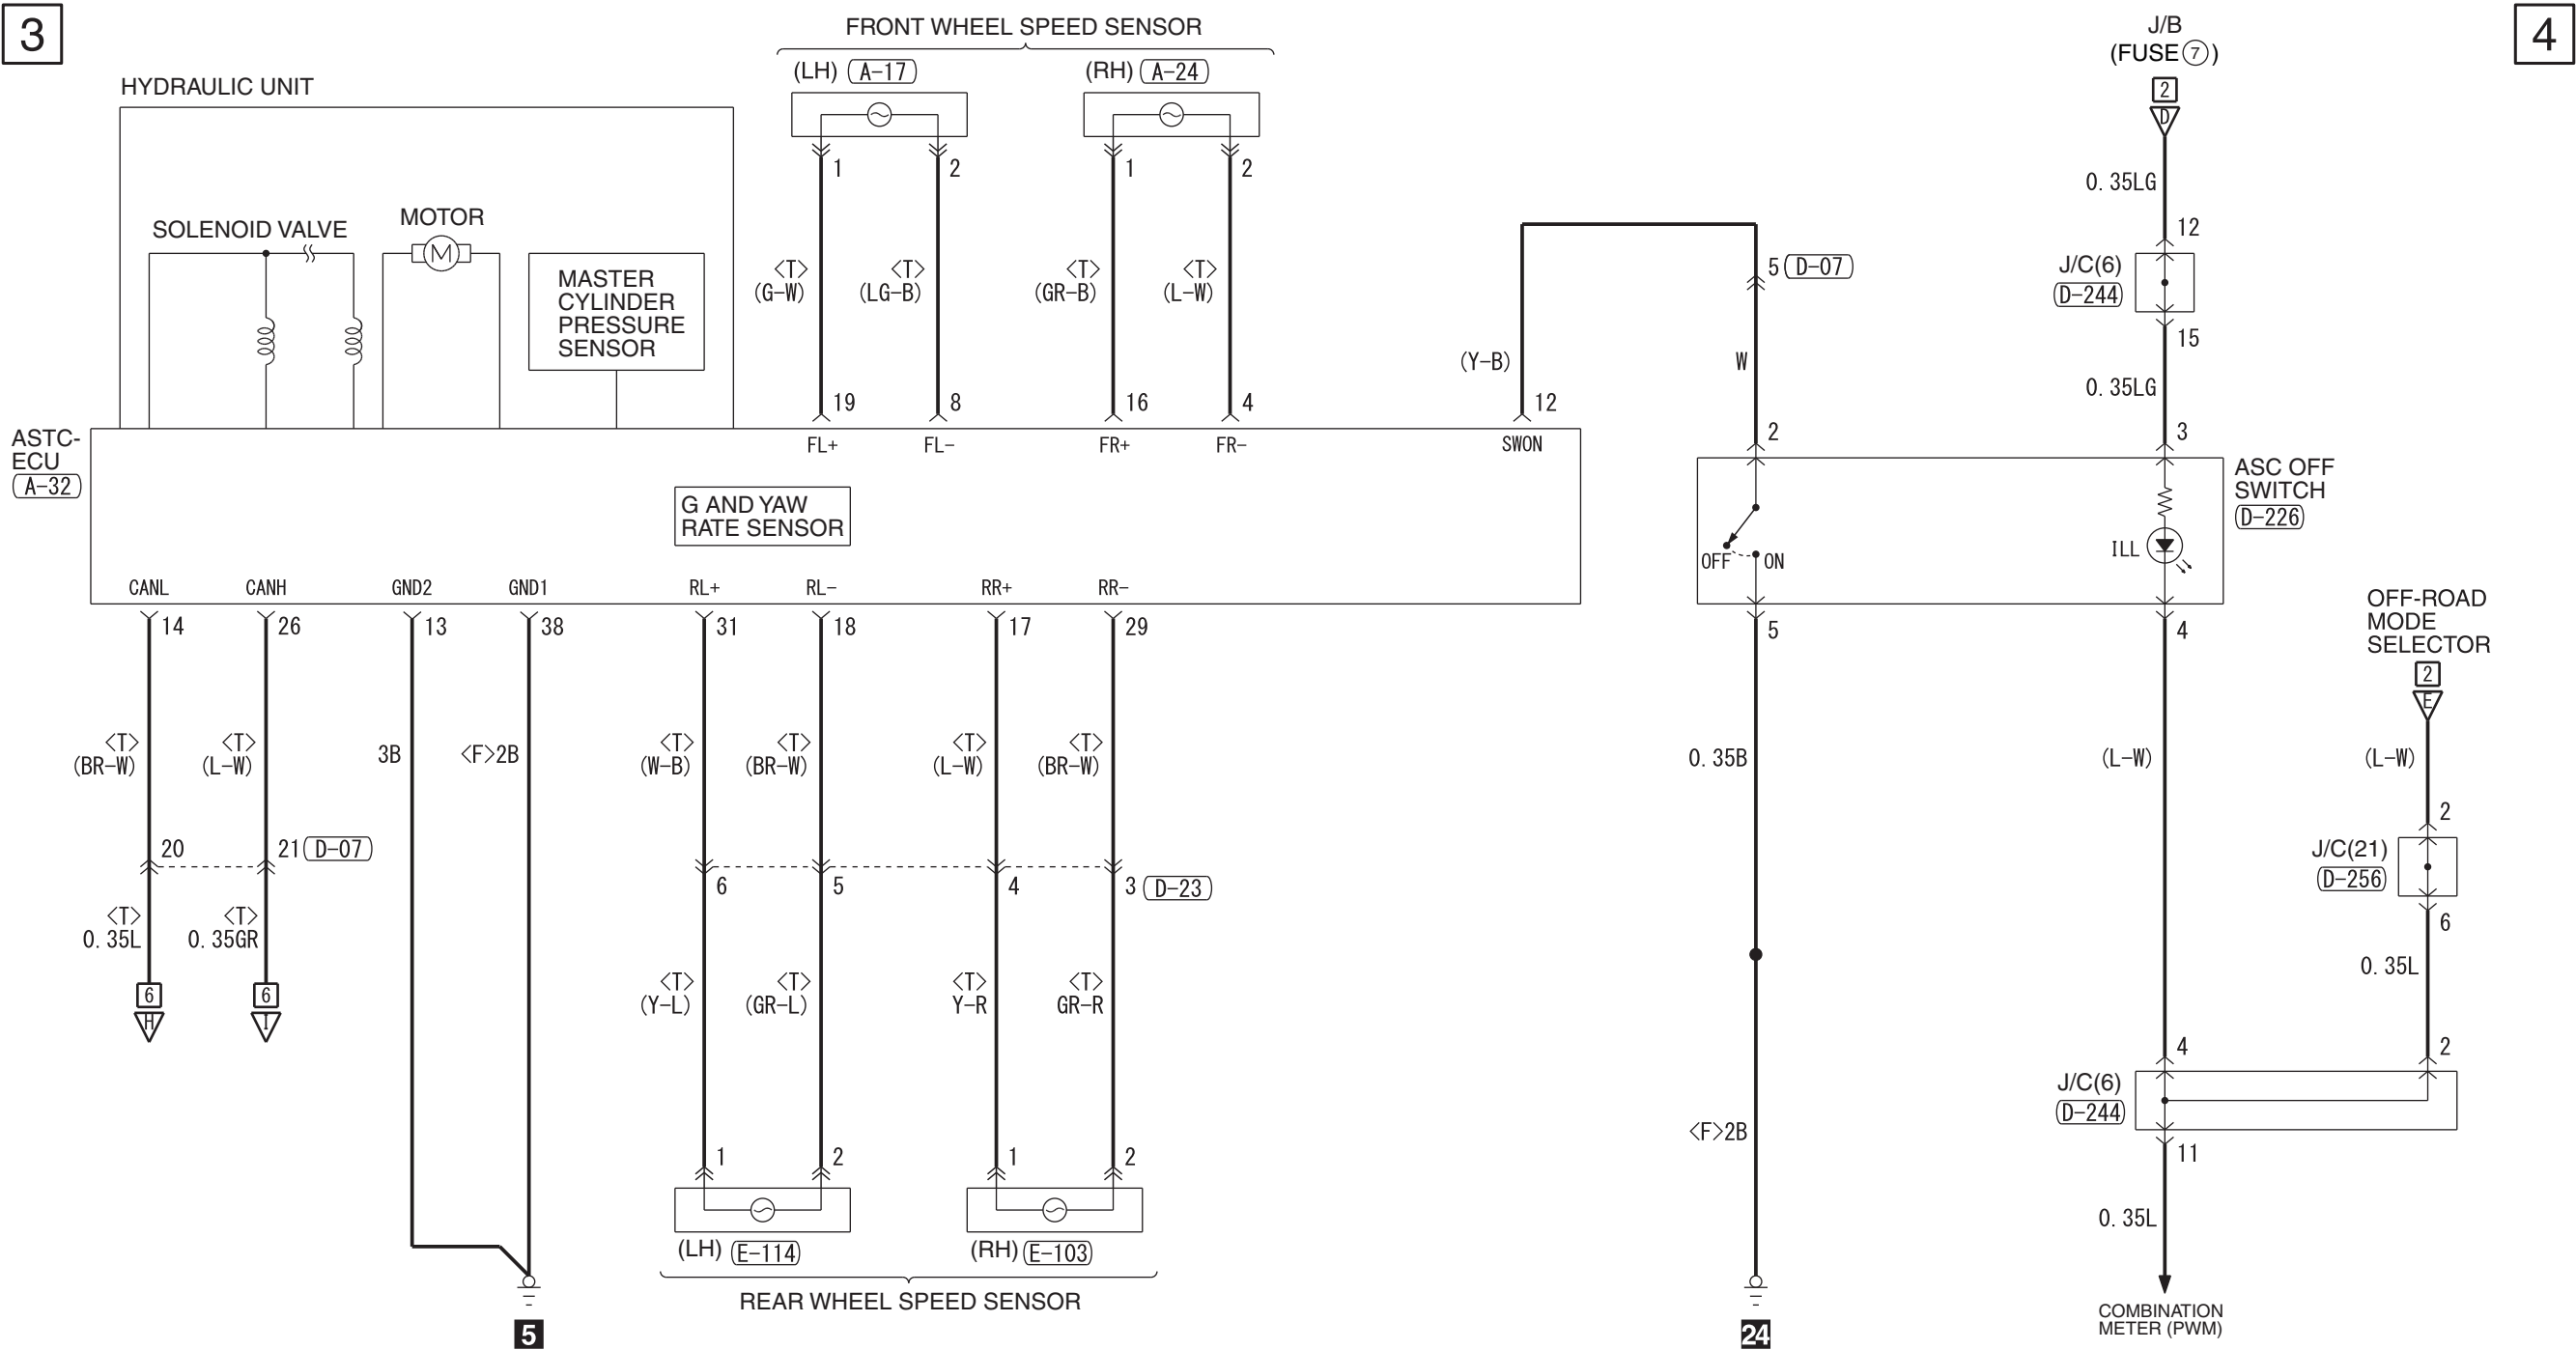 3
4
FRONT WHEEL SPEED SENSOR
(LH) A-17
(RH) A-24
J/B
(FUSE 7)
2
D
HYDRAULIC UNIT
1
2
1
2
0.35LG
12
SOLENOID VALVE
MOTOR
M
MASTER
CYLINDER
PRESSURE
SENSOR
<T>
(G-W)
<T>
(LG-B)
<T>
(GR-B)
<T>
(L-W)
5 D-07
J/C(6)
D-244
15
(Y-B)
W
0.35LG
19
8
16
4
12
2
3
ASTC-
ECU
A-32
FL+
FL-
FR+
FR-
SWON
G AND YAW
RATE SENSOR
ASC OFF
SWITCH
D-226
OFF
ON
ILL
CANL
CANH
GND2
GND1
RL+
RL-
RR+
RR-
14
26
13
38
31
18
17
29
5
4
OFF-ROAD
MODE
SELECTOR
2
E
<T>
(BR-W)
<T>
(L-W)
3B
<F>2B
<T>
(W-B)
<T>
(BR-W)
<T>
(L-W)
<T>
(BR-W)
0.35B
(L-W)
(L-W)
2
20
21 D-07
J/C(21)
D-256
6
5
4
3 D-23
6
<T>
0.35L
<T>
0.35GR
6
H
6
I
<T>
(Y-L)
<T>
(GR-L)
<T>
Y-R
<T>
GR-R
0.35L
4
2
J/C(6)
D-244
<F>2B
11
1
2
1
2
0.35L
(LH) E-114
(RH) E-103
REAR WHEEL SPEED SENSOR
5
24
COMBINATION
METER (PWM)